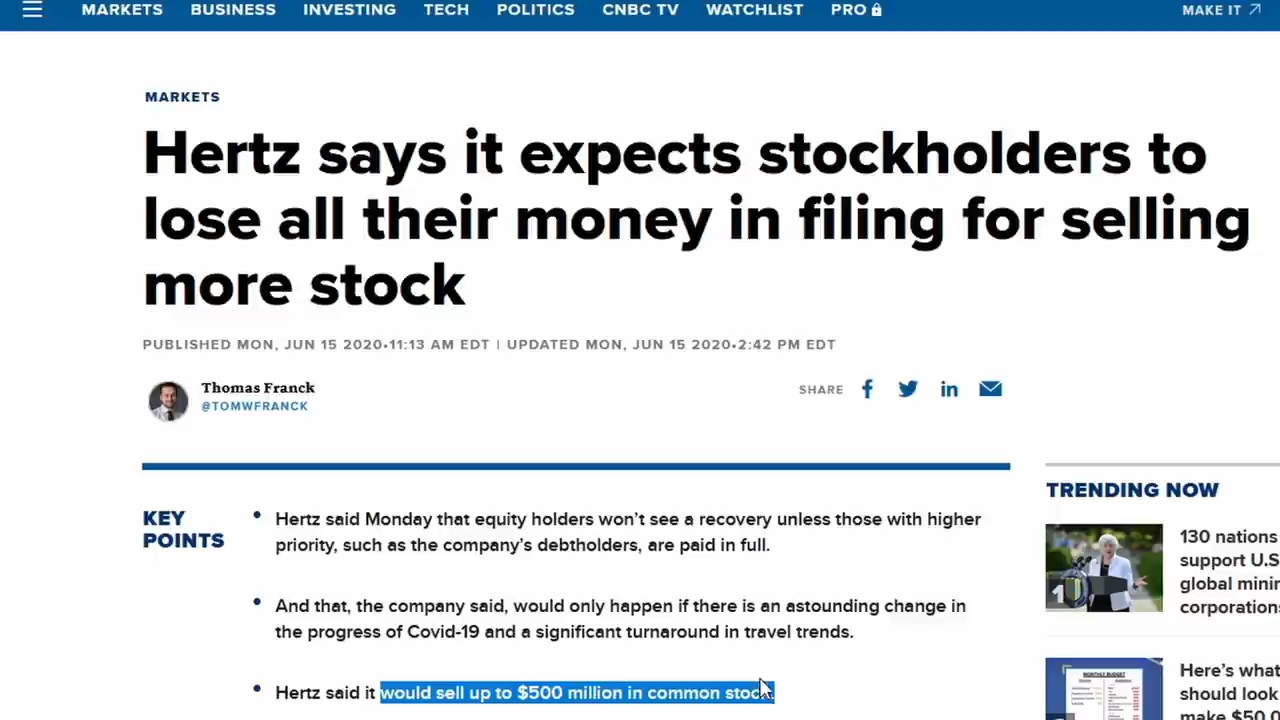 MARKETS BUSINESS INVESTING TECH POLITICS CNBC TV WATCHLIST PRO MAKE IT
MARKETS
Hertz says it expects stockholders to
lose all their money in filing for selling
more stock
PUBLISHED MON, JUN 15 2020•11:13 AM EDT | UPDATED MON, JUN 15 2020•2:42 PM EDT
Thomas Franck
@TOMWFRANCK
SHARE
KEY
POINTS
• Hertz said Monday that equity holders won't see a recovery unless those with higher
priority, such as the company's debtholders, are paid in full.
• And that, the company said, would only happen if there is an astounding change in
the progress of Covid-19 and a significant turnaround in travel trends.
• Hertz said it would sell up to $500 million in common stock.
TRENDING NOW
1
130 nations
support U.S
global mini
corporations
MONTHLY BUDGET
Here's what
should look
make $50,0